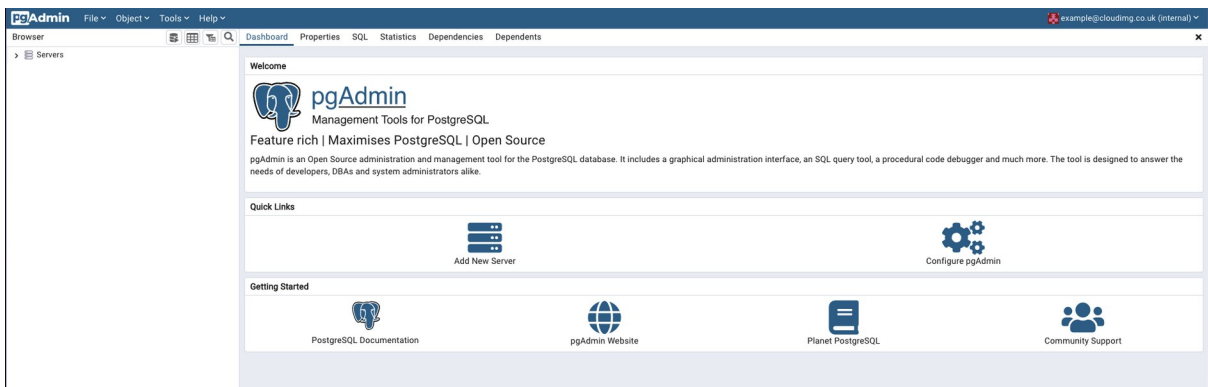 pgAdmin File Object Tools Help example@cloudimg.co.uk (internal)
Browser Dashboard Properties SQL Statistics Dependencies Dependents
Servers
Welcome
pgAdmin
Management Tools for PostgreSQL
Feature rich | Maximises PostgreSQL | Open Source
pgAdmin is an Open Source administration and management tool for the PostgreSQL database. It includes a graphical administration interface, an SQL query tool, a procedural code debugger and much more. The tool is designed to answer the
needs of developers, DBAs and system administrators alike.
Quick Links
Add New Server Configure pgAdmin
Getting Started
PostgreSQL Documentation pgAdmin Website Planet PostgreSQL Community Support